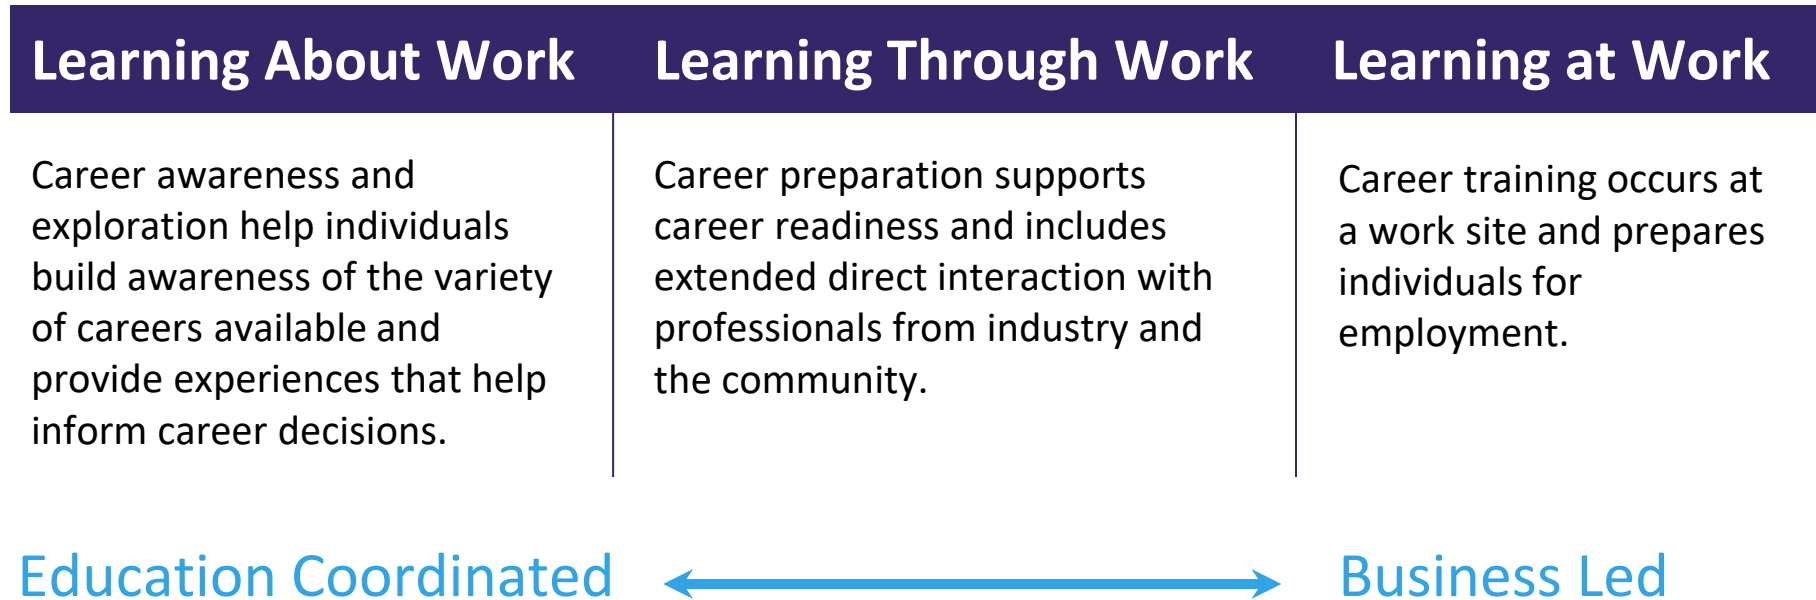 Learning About Work
Learning Through Work
Learning at Work
Career awareness and
exploration help individuals
build awareness of the variety
of careers available and
provide experiences that help
inform career decisions.
Career preparation supports
career readiness and includes
extended direct interaction with
professionals from industry and
the community.
Career training occurs at
a work site and prepares
individuals for
employment.
Education Coordinated
Business Led